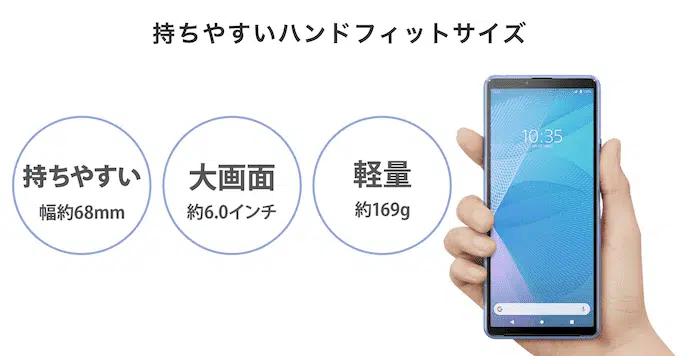 持ちやすいハンドフィットサイズ
持ちやすい
幅約68mm
大画面
約6.0インチ
軽量
約169g
10:35